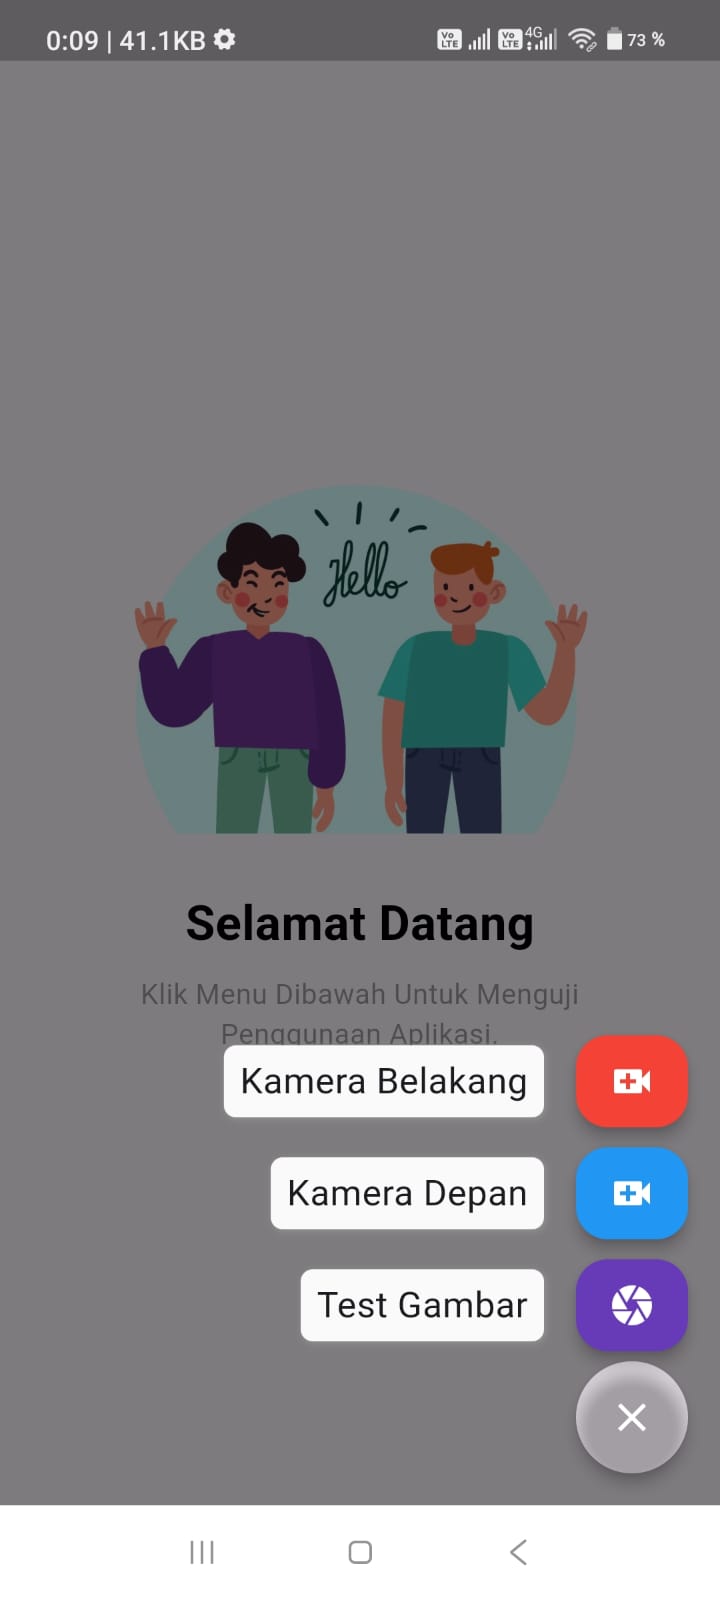 0:09 | 41.1KB
Vo LTE Vo LTE 4G 73 %
Hello
Selamat Datang
Klik Menu Dibawah Untuk Menguji
Penggunaan Aplikasi.
Kamera Belakang
Kamera Depan
Test Gambar